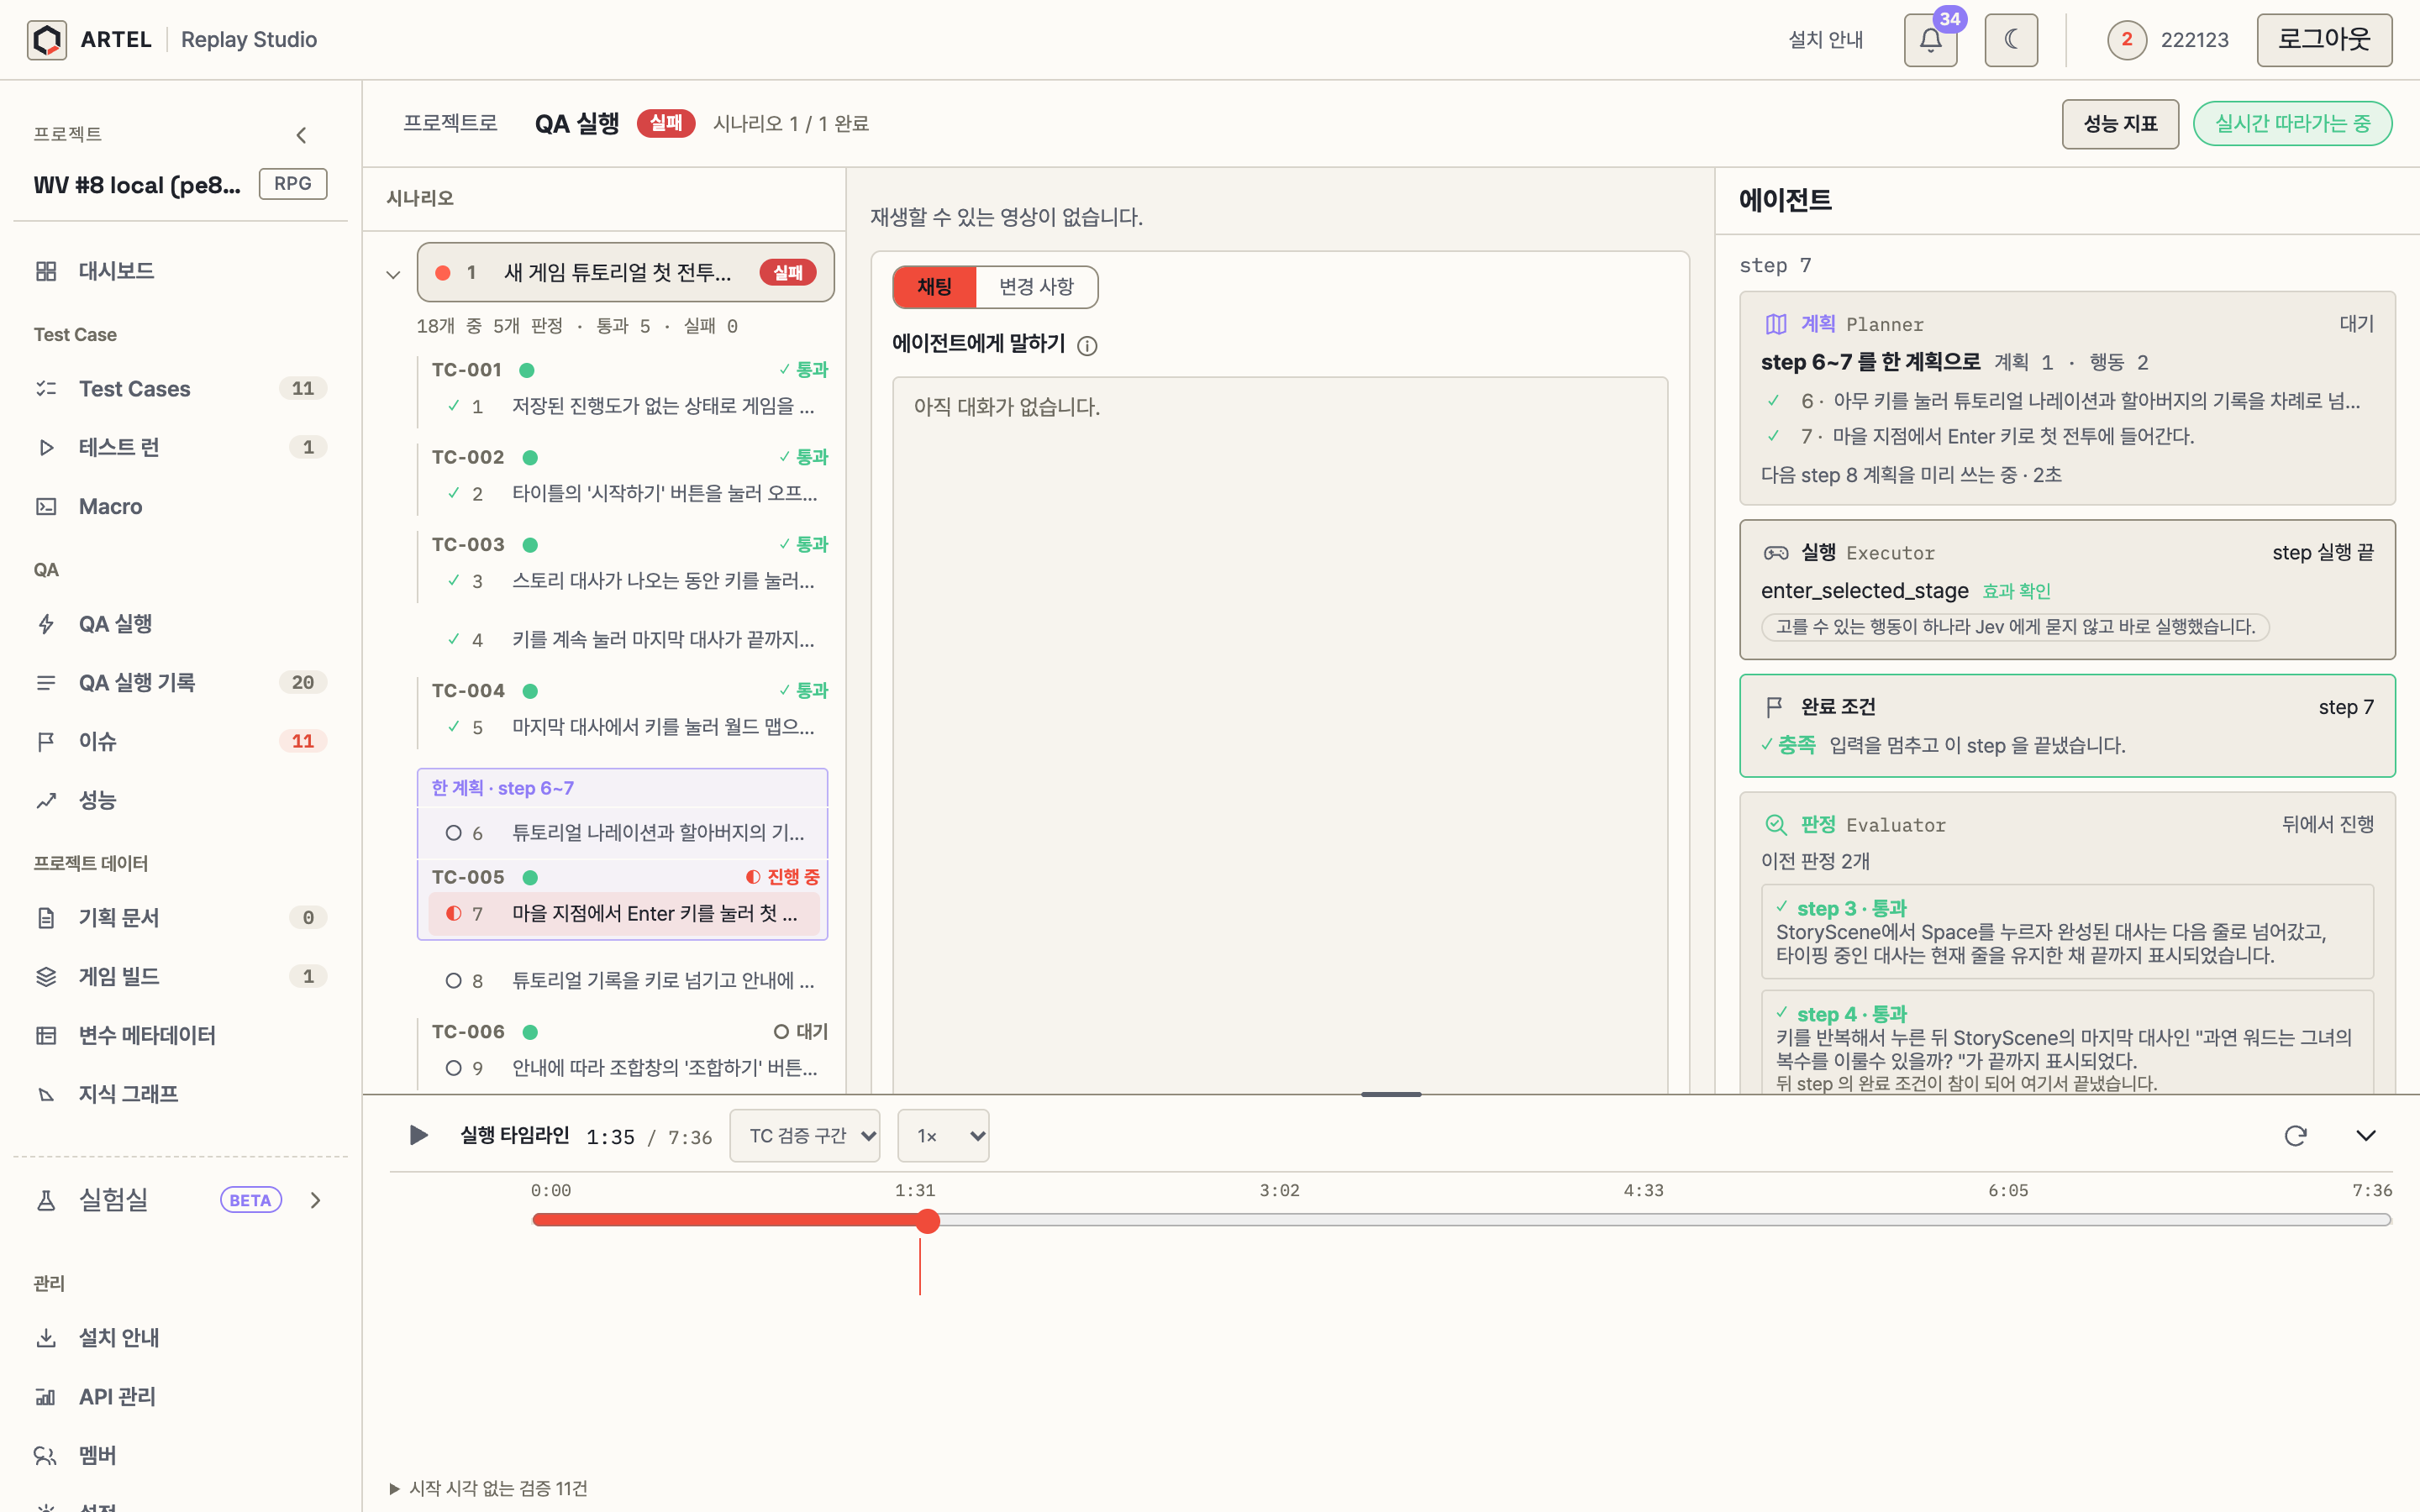 ARTEL
Replay Studio
설치 안내
34
2
222123
로그아웃
프로젝트
WV #8 local (pe8...
RPG
대시보드
Test Case
Test Cases
11
테스트 런
1
Macro
QA
QA 실행
QA 실행 기록
20
이슈
11
성능
프로젝트 데이터
기획 문서
0
게임 빌드
1
변수 메타데이터
지식 그래프
실험실
BETA
관리
설치 안내
API 관리
멤버
프로젝트로
QA 실행
실패
시나리오 1 / 1 완료
성능 지표
실시간 따라가는 중
시나리오
1 새 게임 튜토리얼 첫 전투... 실패
18개 중 5개 판정 · 통과 5 · 실패 0
TC-001 ✓ 통과
✓ 1 저장된 진행도가 없는 상태로 게임을 ...
TC-002 ✓ 통과
✓ 2 타이틀의 '시작하기' 버튼을 눌러 오프...
TC-003 ✓ 통과
✓ 3 스토리 대사가 나오는 동안 키를 눌러...
✓ 4 키를 계속 눌러 마지막 대사가 끝까지...
TC-004 ✓ 통과
✓ 5 마지막 대사에서 키를 눌러 월드 맵으...
한 계획 · step 6~7
6 튜토리얼 나레이션과 할아버지의 기...
TC-005 진행 중
7 마을 지점에서 Enter 키를 눌러 첫 ...
8 튜토리얼 기록을 키로 넘기고 안내에 ...
TC-006 대기
9 안내에 따라 조합창의 '조합하기' 버튼...
재생할 수 있는 영상이 없습니다.
채팅
변경 사항
에이전트에게 말하기
아직 대화가 없습니다.
에이전트
step 7
계획 Planner 대기
step 6~7 를 한 계획으로 계획 1 · 행동 2
✓ 6 · 아무 키를 눌러 튜토리얼 나레이션과 할아버지의 기록을 차례로 넘...
✓ 7 · 마을 지점에서 Enter 키로 첫 전투에 들어간다.
다음 step 8 계획을 미리 쓰는 중 · 2초
실행 Executor step 실행 끝
enter_selected_stage 효과 확인
고를 수 있는 행동이 하나라 Jev 에게 묻지 않고 바로 실행했습니다.
완료 조건 step 7
✓ 충족 입력을 멈추고 이 step 을 끝냈습니다.
판정 Evaluator 뒤에서 진행
이전 판정 2개
✓ step 3 · 통과
StoryScene에서 Space를 누르자 완성된 대사는 다음 줄로 넘어갔고,
타이핑 중인 대사는 현재 줄을 유지한 채 끝까지 표시되었습니다.
✓ step 4 · 통과
키를 반복해서 누른 뒤 StoryScene의 마지막 대사인 "과연 워드는 그녀의
복수를 이룰수 있을까? "가 끝까지 표시되었다.
뒤 step 의 완료 조건이 참이 되어 여기서 끝냈습니다.
실행 타임라인 1:35 / 7:36
TC 검증 구간
1×
0:00 1:31 3:02 4:33 6:05 7:36
시작 시각 없는 검증 11건